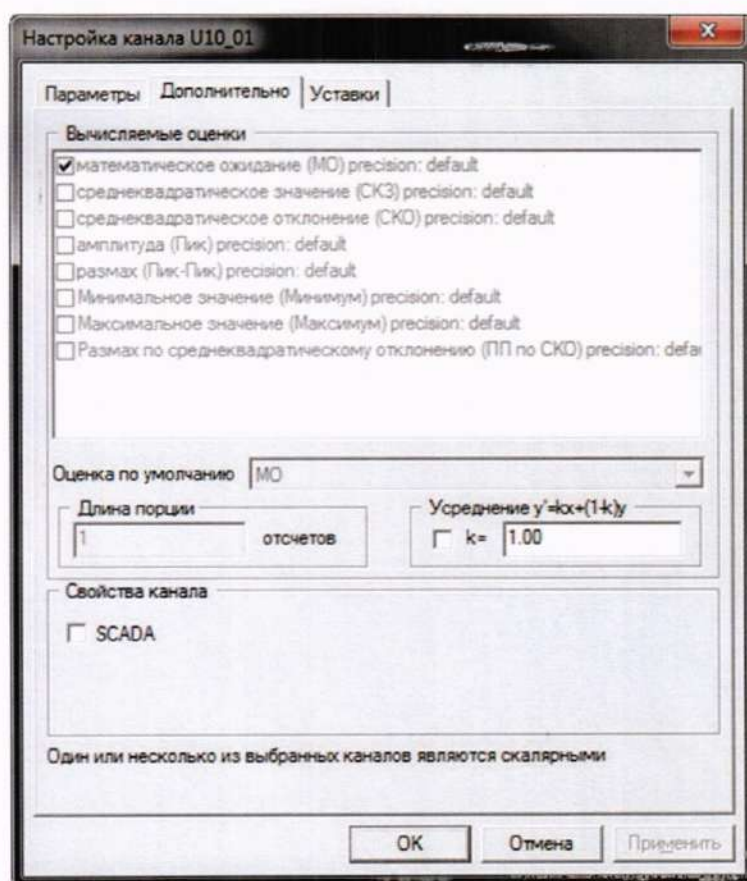 Настройка канала U10_01
Параметры Дополнительно Уставки
Вычисляемые оценки
математическое ожидание (МО) precision: default
среднеквадратическое значение (СКЗ) precision: default
среднеквадратическое отклонение (СКО) precision: default
амплитуда (Пик) precision: default
размах (Пик-Пик) precision: default
Минимальное значение (Минимум) precision: default
Максимальное значение (Максимум) precision: default
Размах по среднеквадратическому отклонению (ПП по СКО) precision: defau
Оценка по умолчанию МО
Длина порции
1 отсчетов
Усреднение y'=kx+(1-k)y
k= 1.00
Свойства канала
SCADA
Один или несколько из выбранных каналов являются скалярными
OK Отмена Применить